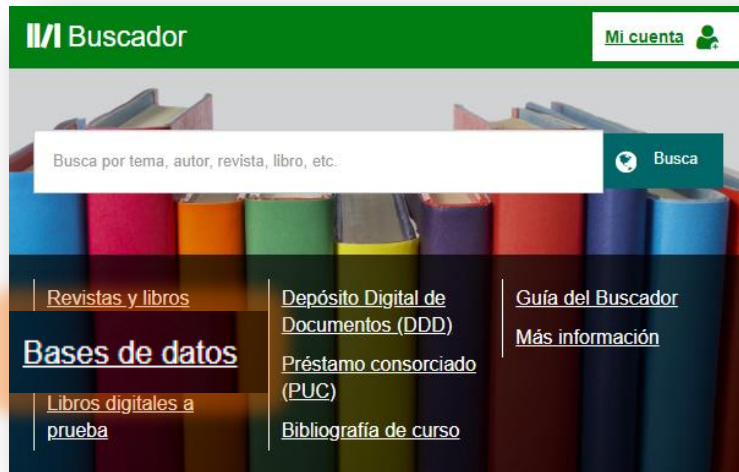 Buscador
Mi cuenta
Busca por tema, autor, revista, libro, etc.
Busca
Revistas y libros
Bases de datos
Libros digitales a
prueba
Depósito Digital de
Documentos (DDD)
Préstamo consorciado
(PUC)
Bibliografía de curso
Guía del Buscador
Más información